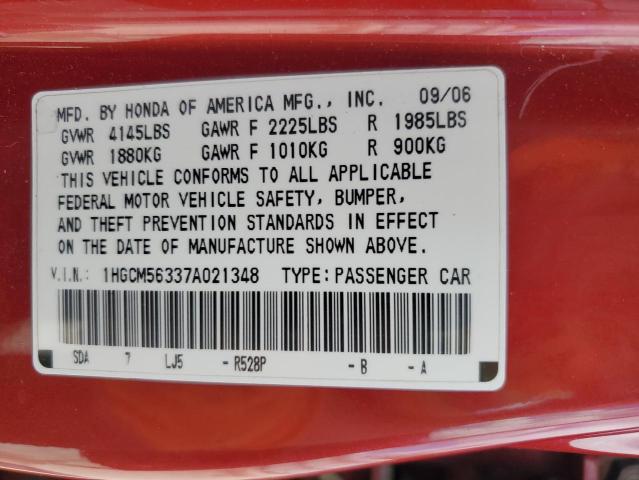 MFD. BY HONDA OF AMERICA MFG., INC. 09/06
GVWR 4145LBS GAWR F 2225LBS R 1985LBS
GVWR 1880KG GAWR F 1010KG R 900KG
THIS VEHICLE CONFORMS TO ALL APPLICABLE
FEDERAL MOTOR VEHICLE SAFETY, BUMPER,
AND THEFT PREVENTION STANDARDS IN EFFECT
ON THE DATE OF MANUFACTURE SHOWN ABOVE.
V.I.N.: 1HGCM56337A021348 TYPE: PASSENGER CAR
SDA 7 LJ5 - R528P - B - A